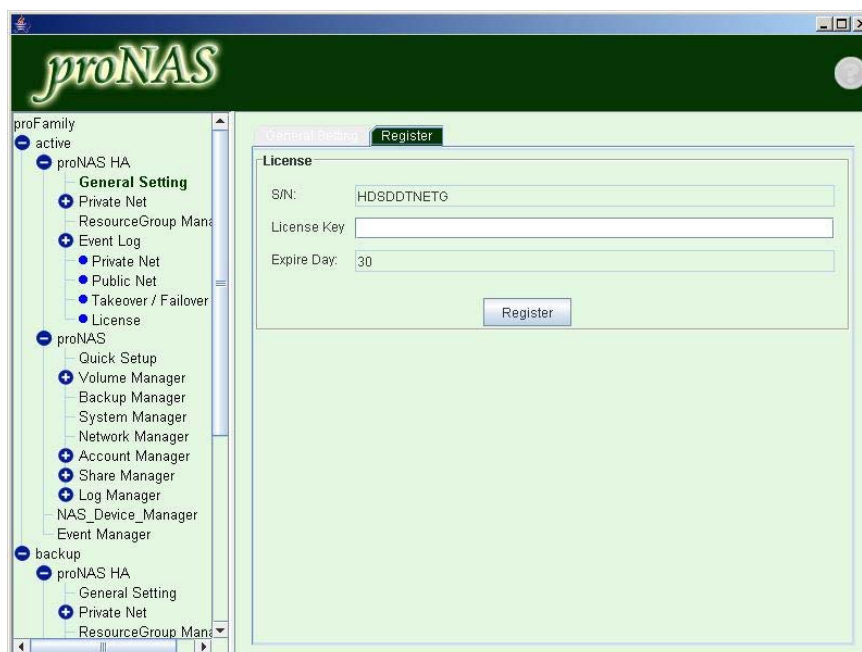 proNAS
?
proFamily
active
proNAS HA
General Setting
Private Net
ResourceGroup Mana
Event Log
Private Net
Public Net
Takeover / Failover
License
proNAS
Quick Setup
Volume Manager
Backup Manager
System Manager
Network Manager
Account Manager
Share Manager
Log Manager
NAS_Device_Manager
Event Manager
backup
proNAS HA
General Setting
Private Net
ResourceGroup Mana
General Setting Register
License
S/N: HDSDDTNETG
License Key
Expire Day: 30
Register